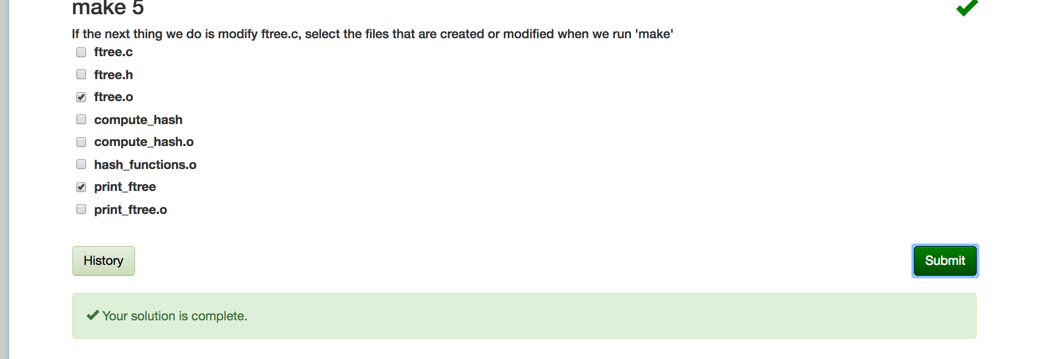 make 5
If the next thing we do is modify ftree.c, select the files that are created or modified when we run 'make'
ftree.c
ftree.h
ftree.o
compute_hash
compute_hash.o
hash_functions.o
print_ftree
print_ftree.o
History
Submit
Your solution is complete.